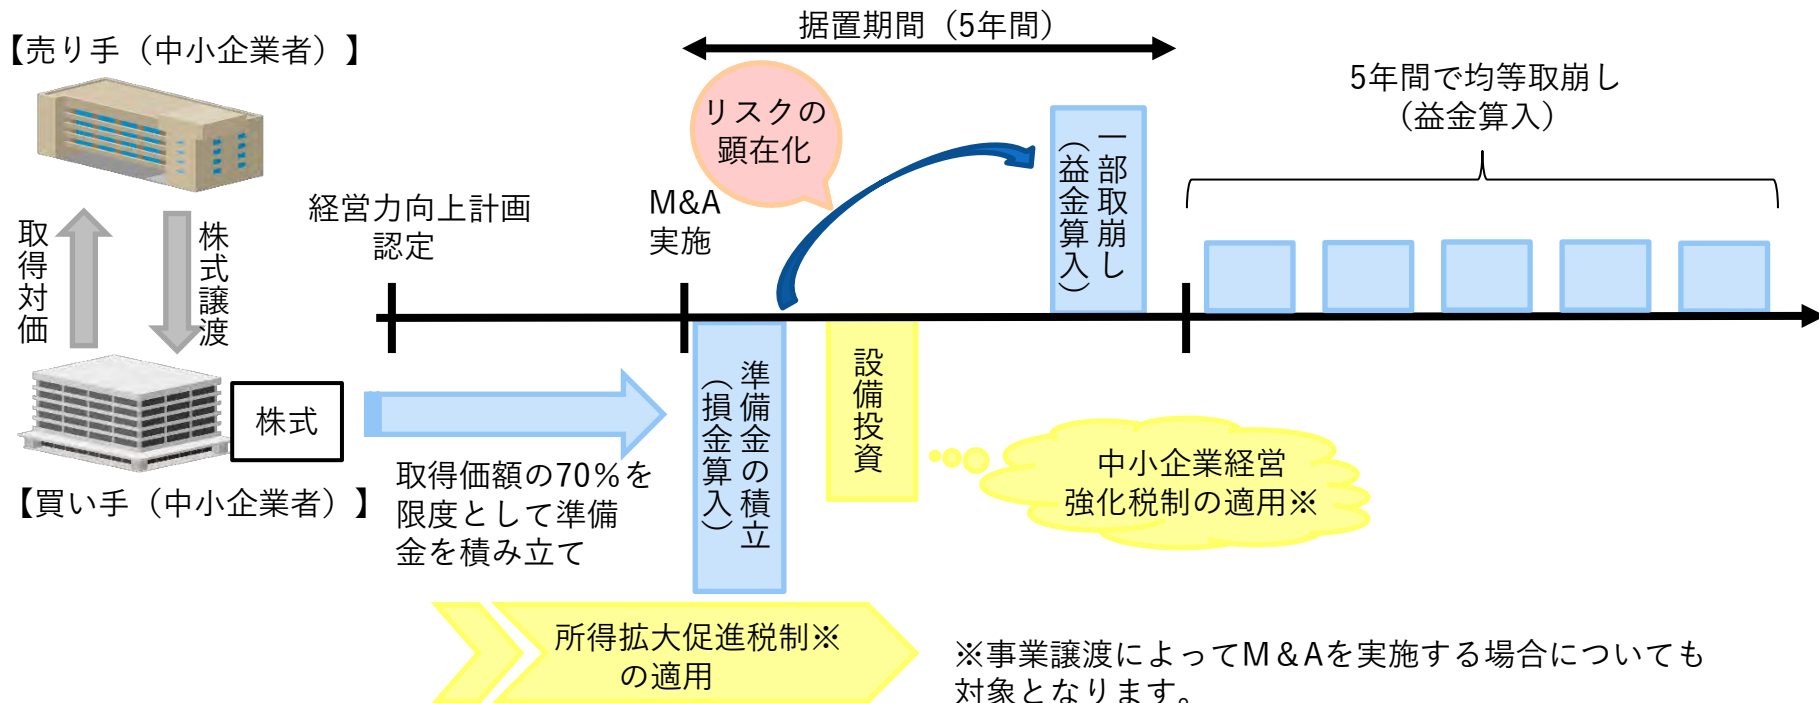 据置期間（5年間）
【売り手（中小企業者）】
5年間で均等取崩し
（益金算入）
リスクの
顕在化
一部取崩し
（益金算入）
経営力向上計画
認定
M&A
実施
取得対価
株式譲渡
株式
準備金の積立
（損金算入）
設備投資
【買い手（中小企業者）】
取得価額の70％を
限度として準備
金を積み立て
中小企業経営
強化税制の適用※
所得拡大促進税制※
の適用
※事業譲渡によってM＆Aを実施する場合についても
対象となります。